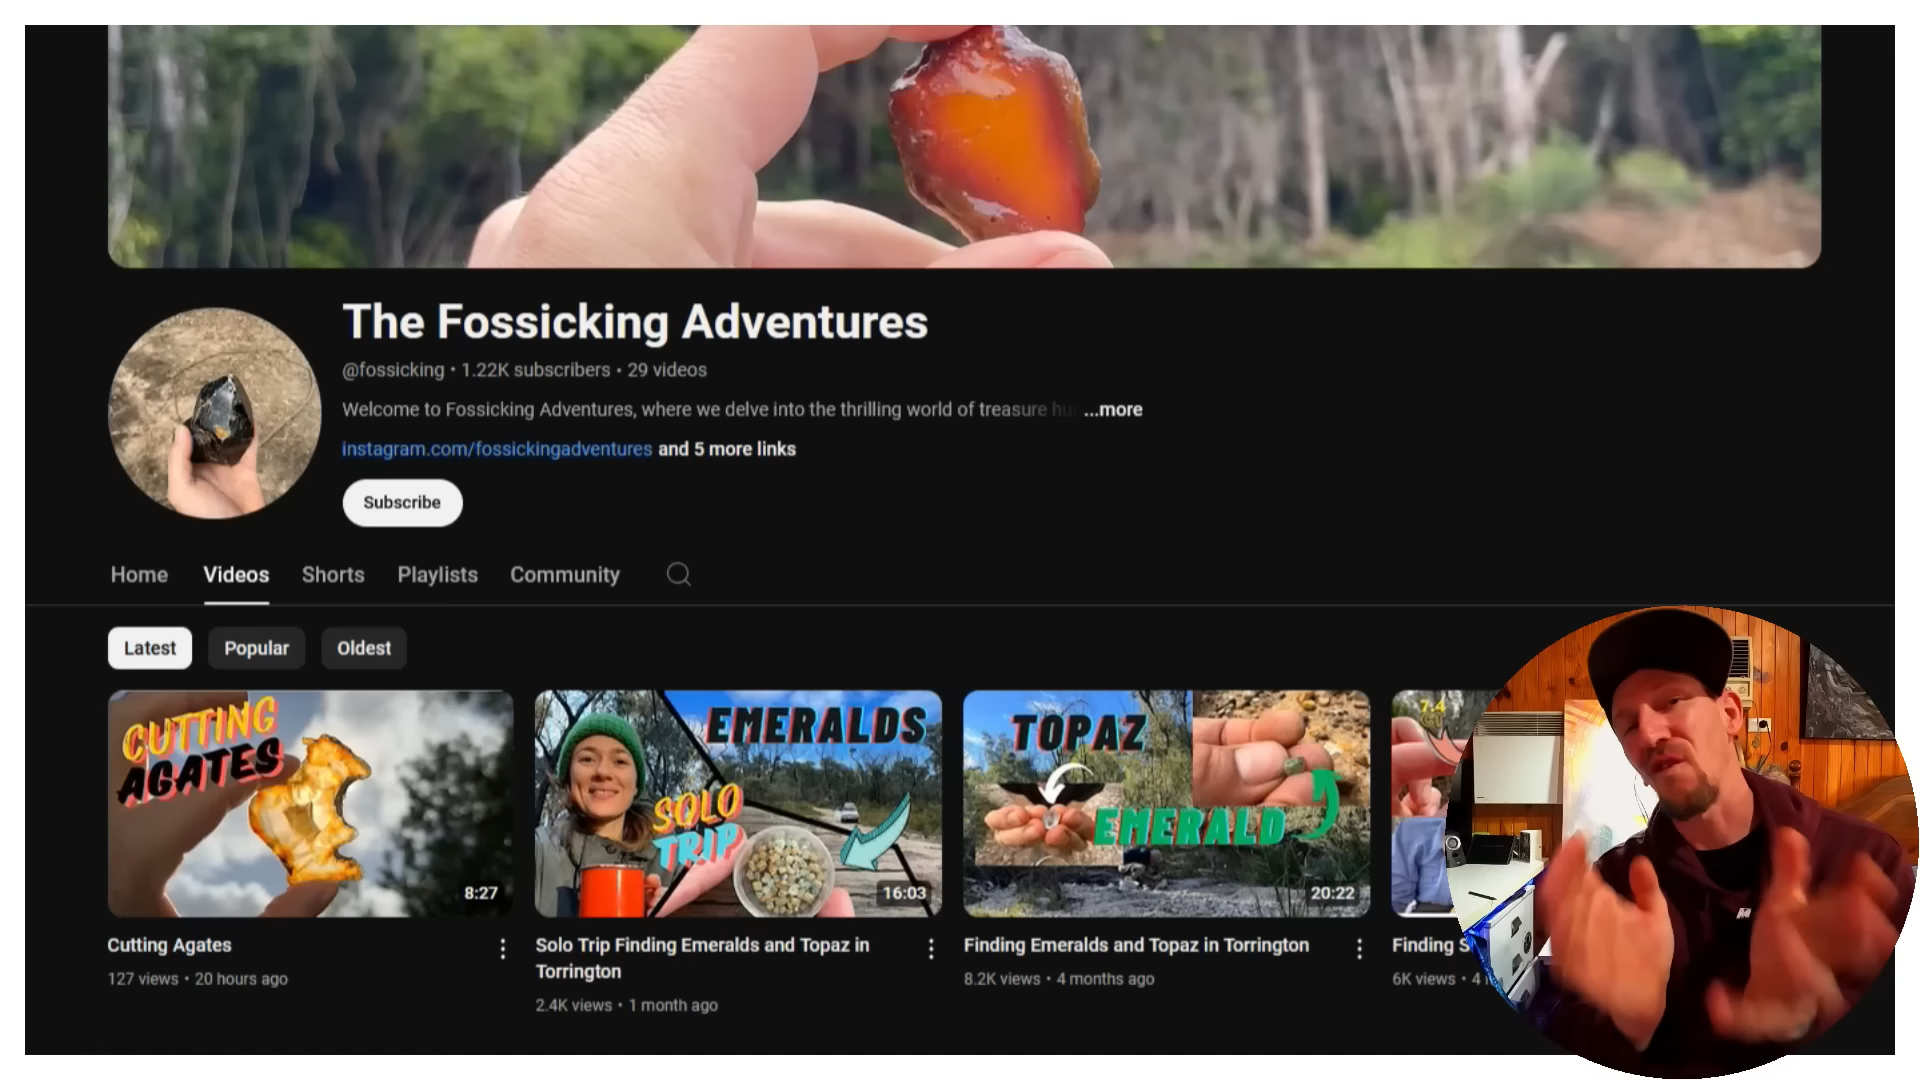 The Fossicking Adventures
@fossicking • 1.22K subscribers • 29 videos
Welcome to Fossicking Adventures, where we delve into the thrilling world of treasure ...more
instagram.com/fossickingadventures and 5 more links
Subscribe
Home Videos Shorts Playlists Community
Latest Popular Oldest
CUTTING
AGATES
8:27
EMERALDS
SOLO
TRIP
16:03
TOPAZ
EMERALD
20:22
7.4
Cutting Agates
127 views • 20 hours ago
Solo Trip Finding Emeralds and Topaz in
Torrington
2.4K views • 1 month ago
Finding Emeralds and Topaz in Torrington
8.2K views • 4 months ago
Finding
6K views •